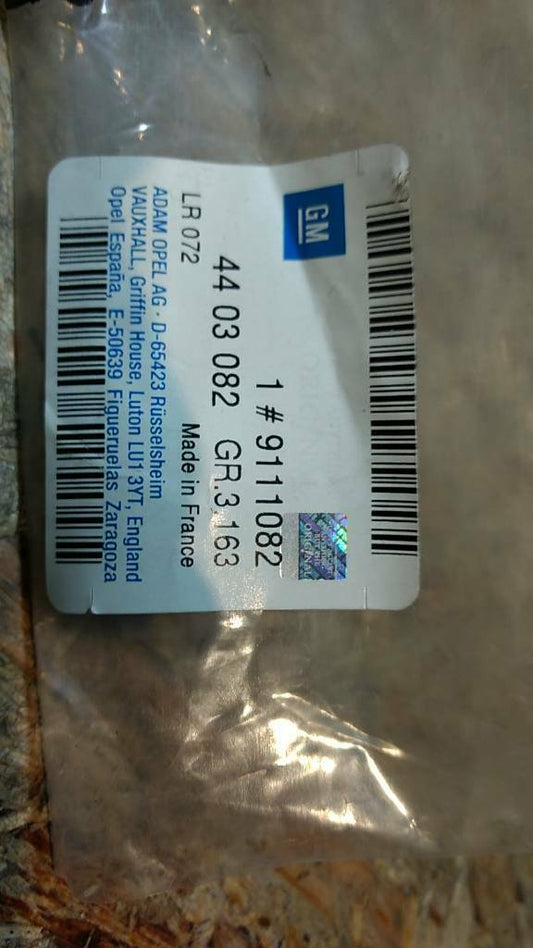 GM
1 # 9111082
44 03 082 GR.3.163
LR 072 Made in France
ADAM OPEL AG · D-65423 Rüsselsheim
VAUXHALL, Griffin House, Luton LU1 3YT, England
Opel España, E-50639 Figueruelas Zaragoza